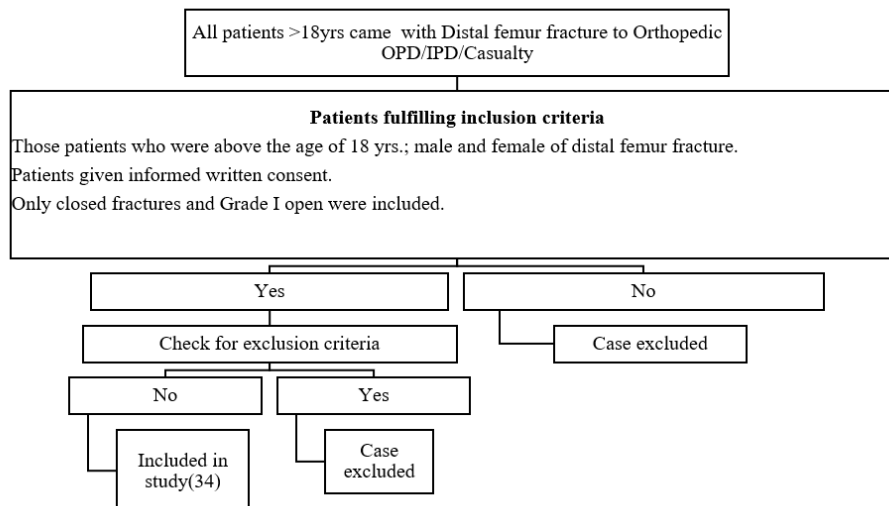 All patients >18yrs came  with Distal femur fracture to Orthopedic
OPD/IPD/Casualty
Patients fulfilling inclusion criteria
Those patients who were above the age of 18 yrs.; male and female of distal femur fracture.
Patients given informed written consent.
Only closed fractures and Grade I open were included.
Yes
No
Check for exclusion criteria
Case excluded
No
Yes
Included in
study(34)
Case
excluded